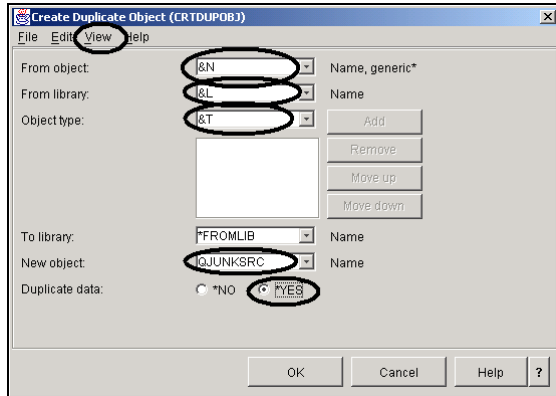 Create Duplicate Object (CRTDUPOBJ)
File Edit View Help
From object: &N Name, generic*
From library: &L Name
Object type: &T Add
Remove
Move up
Move down
To library: *FROMLIB Name
New object: QJUNKSRC Name
Duplicate data: *NO *YES
OK Cancel Help ?